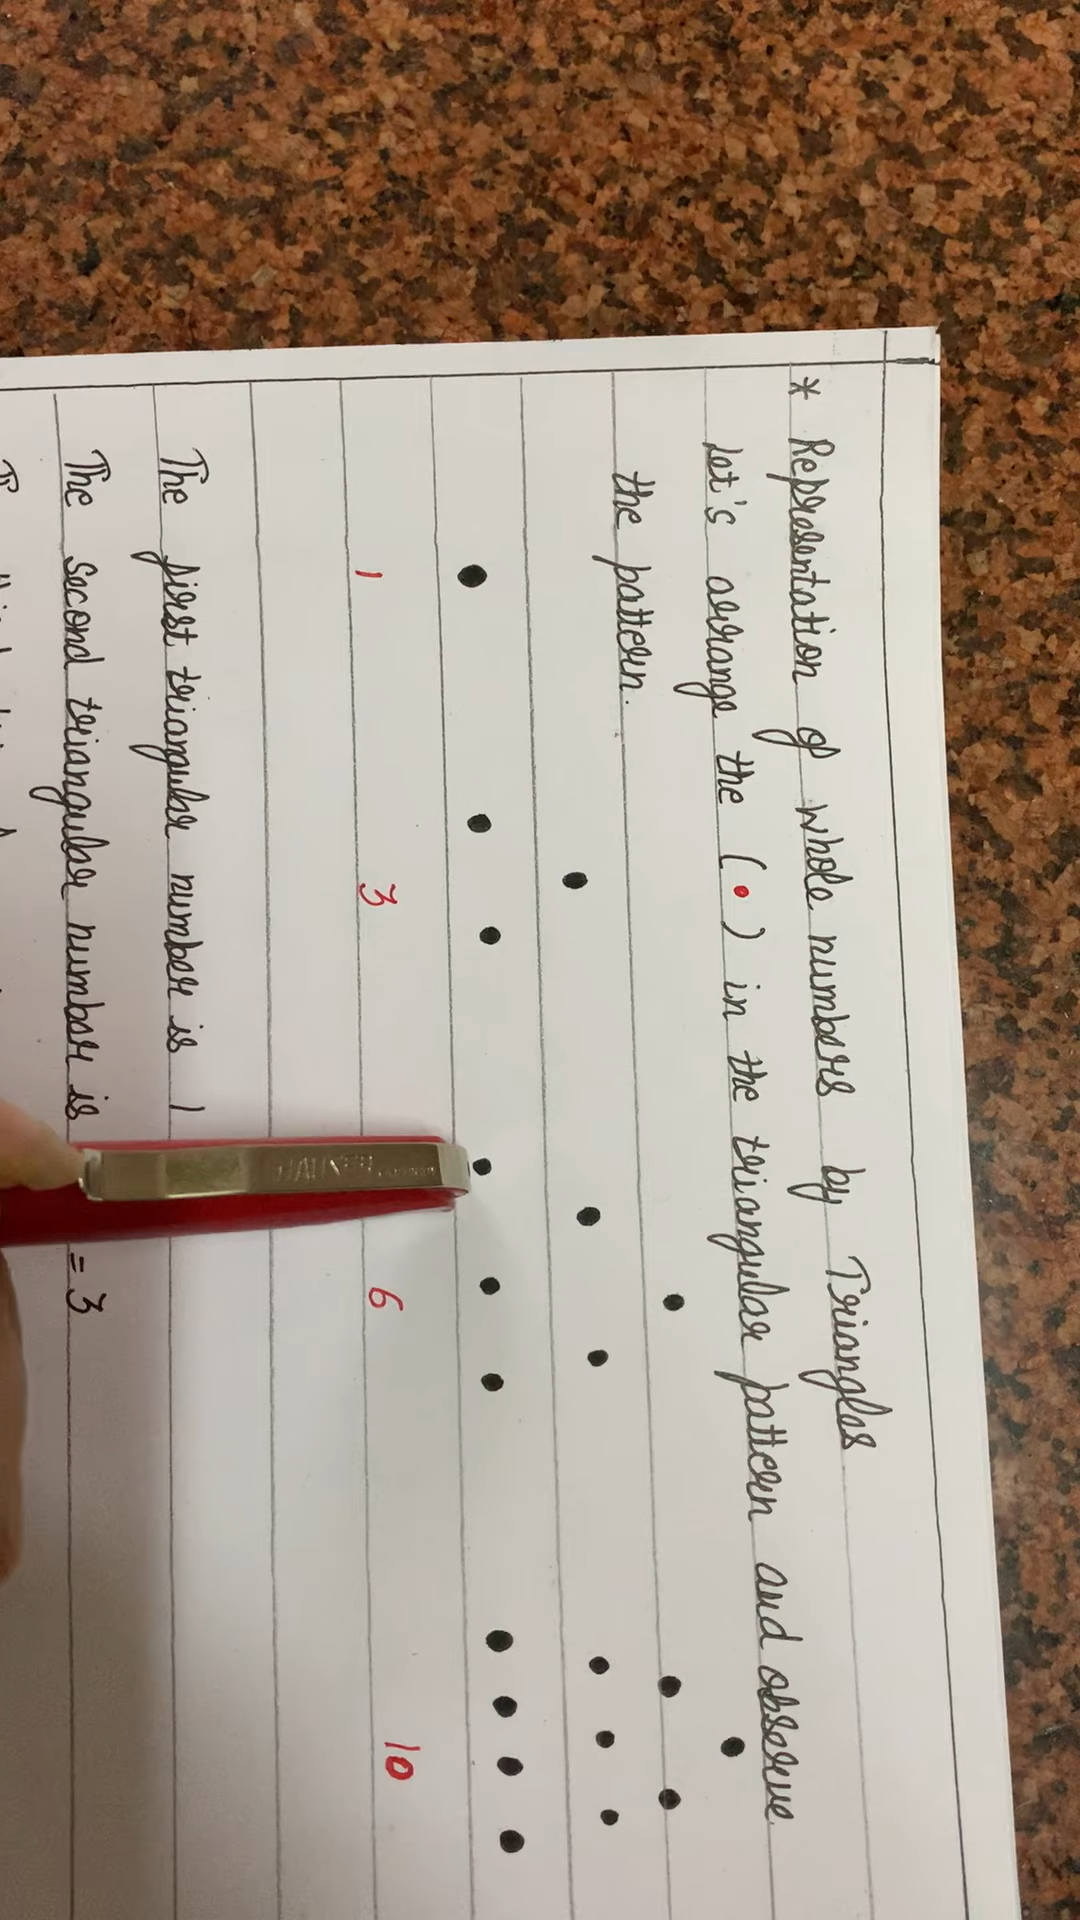 * Representation of whole numbers by Triangles
Let's arrange the (•) in the triangular pattern and observe
the pattern.
1 3 6 10
The first triangular number is 1
The second triangular number is = 3